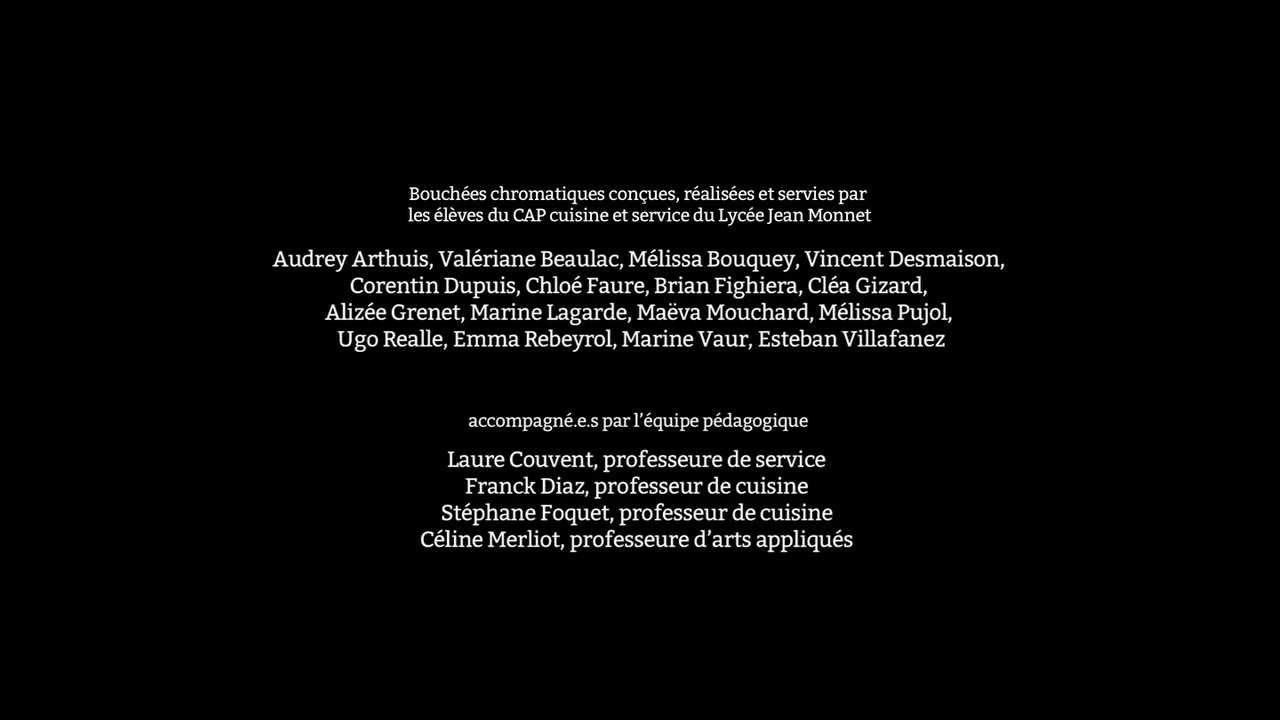 Bouchées chromatiques conçues, réalisées et servies par
les élèves du CAP cuisine et service du Lycée Jean Monnet
Audrey Arthuis, Valériane Beaulac, Mélissa Bouquey, Vincent Desmaison,
Corentin Dupuis, Chloé Faure, Brian Fighiera, Cléa Gizard,
Alizée Grenet, Marine Lagarde, Maëva Mouchard, Mélissa Pujol,
Ugo Realle, Emma Rebeyrol, Marine Vaur, Esteban Villafanez
accompagné.e.s par l’équipe pédagogique
Laure Couvent, professeure de service
Franck Diaz, professeur de cuisine
Stéphane Foquet, professeur de cuisine
Céline Merliot, professeure d’arts appliqués